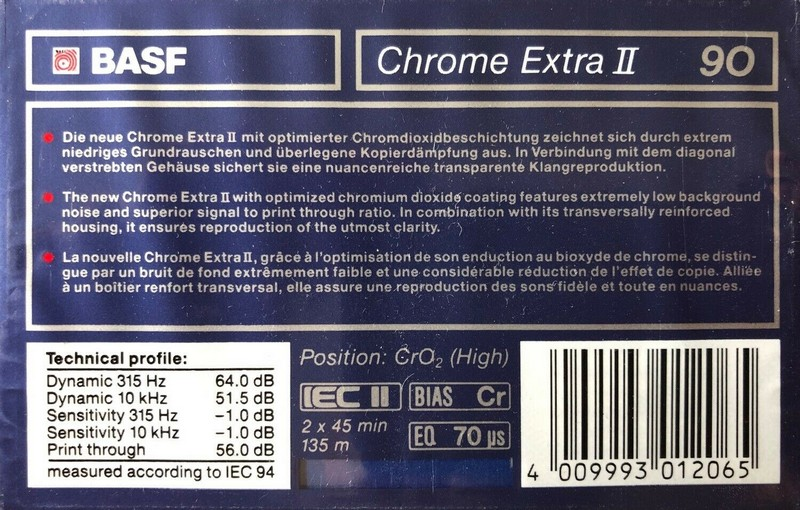 BASF
Chrome Extra II 90
Die neue Chrome Extra II mit optimierter Chromdioxidbeschichtung zeichnet sich durch extrem
niedriges Grundrauschen und überlegene Kopierdämpfung aus. In Verbindung mit dem diagonal
verstrebten Gehäuse sichert sie eine nuancenreiche transparente Klangreproduktion.
The new Chrome Extra II with optimized chromium dioxide coating features extremely low background
noise and superior signal to print through ratio. In combination with its transversally reinforced
housing, it ensures reproduction of the utmost clarity.
La nouvelle Chrome Extra II, grâce à l'optimisation de son enduction au bioxyde de chrome, se distin-
gue par un bruit de fond extrêmement faible et une considérable réduction de l'effet de copie. Alliée
à un boîtier renfort transversal, elle assure une reproduction des sons fidèle et toute en nuances.
Technical profile:
Dynamic 315 Hz 64.0 dB
Dynamic 10 kHz 51.5 dB
Sensitivity 315 Hz –1.0 dB
Sensitivity 10 kHz –1.0 dB
Print through 56.0 dB
measured according to IEC 94
Position: CrO₂ (High)
IEC II BIAS Cr
2 x 45 min
135 m
EQ 70 µs
4 009993 012065